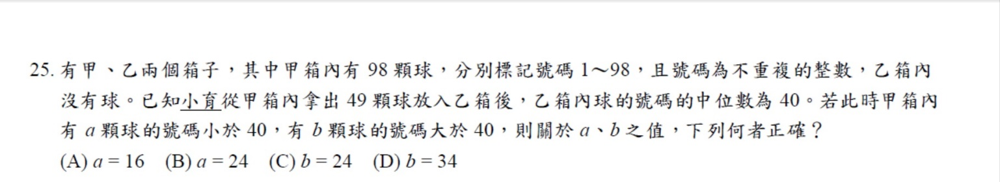 25. 有甲、乙兩個箱子，其中甲箱內有 98 顆球，分別標記號碼 1～98，且號碼為不重複的整數，乙箱內
沒有球。已知小育從甲箱內拿出 49 顆球放入乙箱後，乙箱內球的號碼的中位數為 40。若此時甲箱內
有 a 顆球的號碼小於 40，有 b 顆球的號碼大於 40，則關於 a、b 之值，下列何者正確？
(A) a = 16 (B) a = 24 (C) b = 24 (D) b = 34